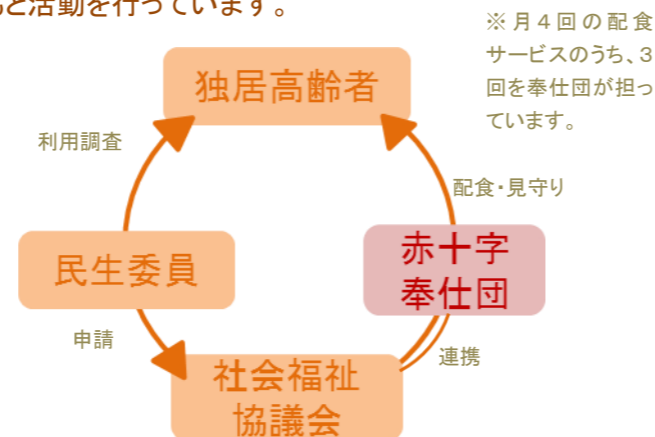 と活動を行っています。
※月４回の配食
サービスのうち、３
回を奉仕団が担っ
ています。
独居高齢者
利用調査
配食・見守り
民生委員
赤十字
奉仕団
申請
連携
社会福祉
協議会